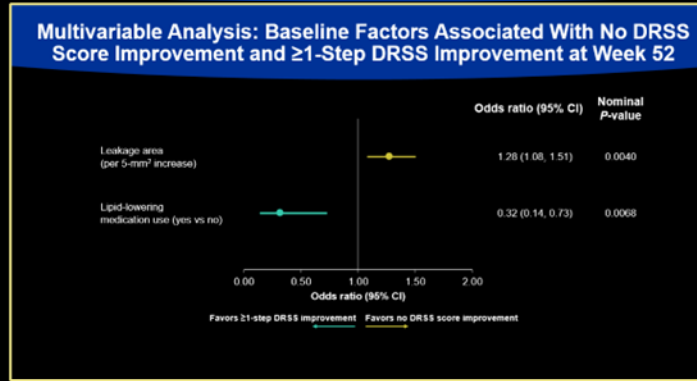 Multivariable Analysis: Baseline Factors Associated With No DRSS
Score Improvement and ≥1-Step DRSS Improvement at Week 52
Odds ratio (95% CI)
Nominal
P-value
Leakage area
(per 5-mm² increase)
1.28 (1.08, 1.51)
0.0040
Lipid-lowering
medication use (yes vs no)
0.32 (0.14, 0.73)
0.0068
0.00
0.50
1.00
1.50
2.00
Odds ratio (95% CI)
Favors ≥1-step DRSS improvement
Favors no DRSS score improvement